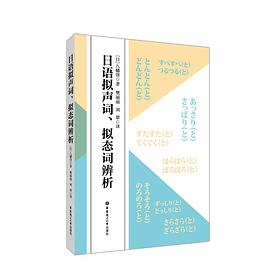 日语拟声词、拟态词辨析
すべすべ(と)
つるつる(と)
とんとん(と)
どんどん(と)
あっさり(と)
さっぱり(と)
すたすた(と)
てくてく(と)
はらはら(と)
ぼろぼろ(と)
そろそろ(と)
のろのろ(と)
ずっしり(と)
どっしり(と)
さらさら(と)
ざらざら(と)